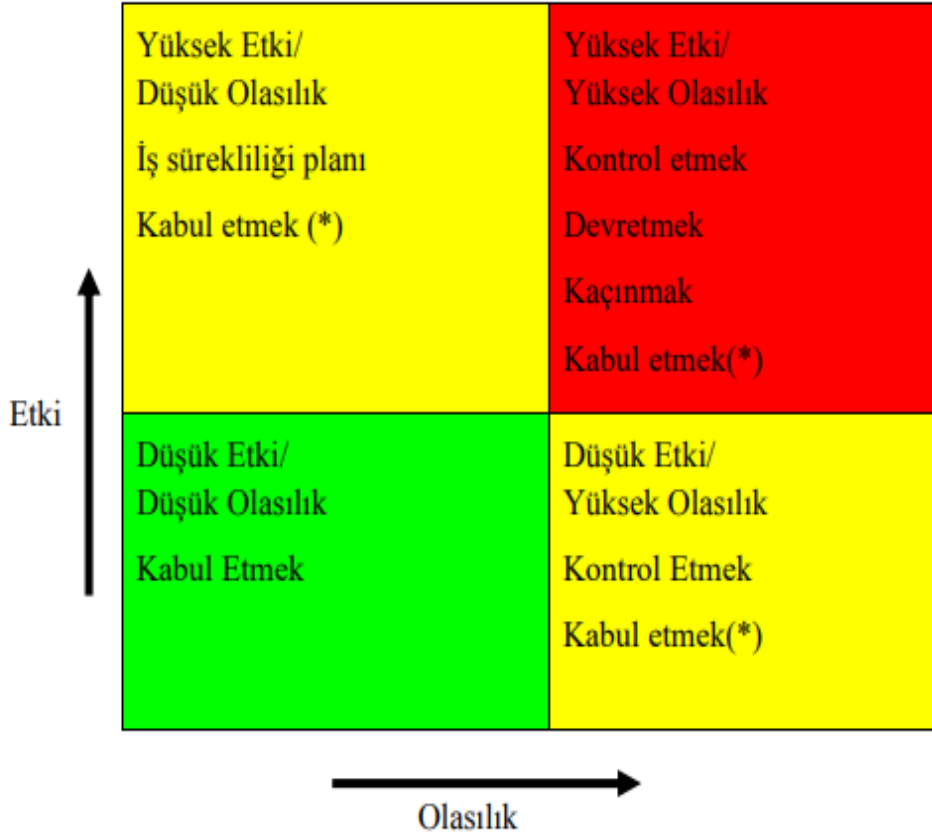 Yüksek Etki/
Düşük Olasılık
İş sürekliliği planı
Kabul etmek (*)
Yüksek Etki/
Yüksek Olasılık
Kontrol etmek
Devretmek
Kaçınmak
Kabul etmek(*)
Etki
Düşük Etki/
Düşük Olasılık
Kabul Etmek
Düşük Etki/
Yüksek Olasılık
Kontrol Etmek
Kabul etmek(*)
Olasılık